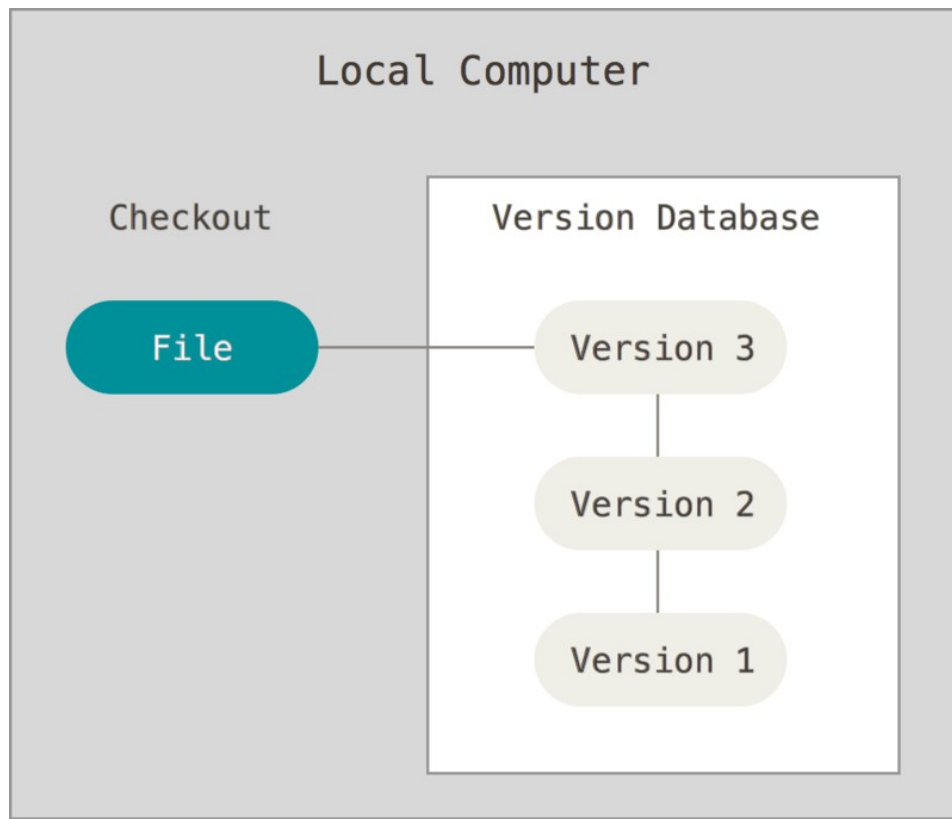 Local Computer
Checkout
Version Database
File
Version 3
Version 2
Version 1